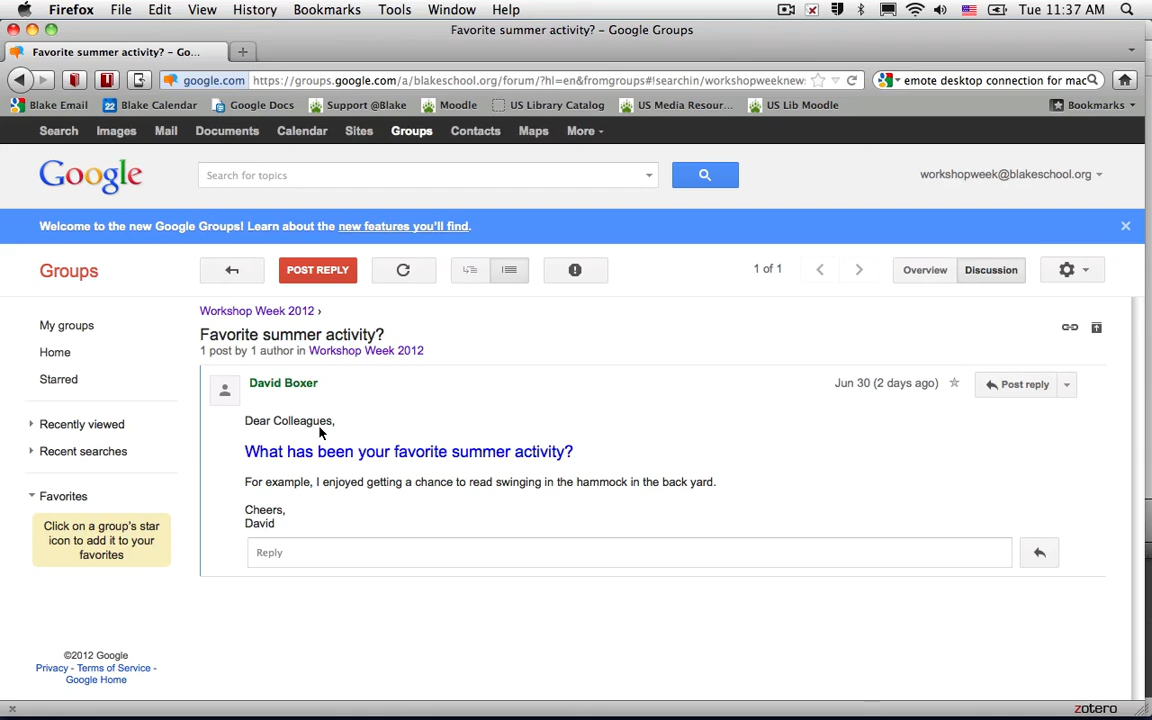 Firefox File Edit View History Bookmarks Tools Window Help Tue 11:37 AM
Favorite summer activity? – Google Groups
Favorite summer activity? – Go...
google.com https://groups.google.com/a/blakeschool.org/forum/?hl=en&fromgroups#!searchin/workshopweeknew emote desktop connection for mac
Blake Email 22 Blake Calendar Google Docs Support @Blake Moodle US Library Catalog US Media Resour... US Lib Moodle Bookmarks
Search Images Mail Documents Calendar Sites Groups Contacts Maps More
Google Search for topics workshopweek@blakeschool.org
Welcome to the new Google Groups! Learn about the new features you'll find.
Groups POST REPLY 1 of 1 Overview Discussion
Workshop Week 2012 ›
My groups
Favorite summer activity?
1 post by 1 author in Workshop Week 2012
Home
Starred
David Boxer Jun 30 (2 days ago) Post reply
Recently viewed
Dear Colleagues,
Recent searches
What has been your favorite summer activity?
For example, I enjoyed getting a chance to read swinging in the hammock in the back yard.
Favorites
Cheers,
David
Click on a group's star
icon to add it to your
favorites
Reply
©2012 Google
Privacy - Terms of Service -
Google Home
zotero